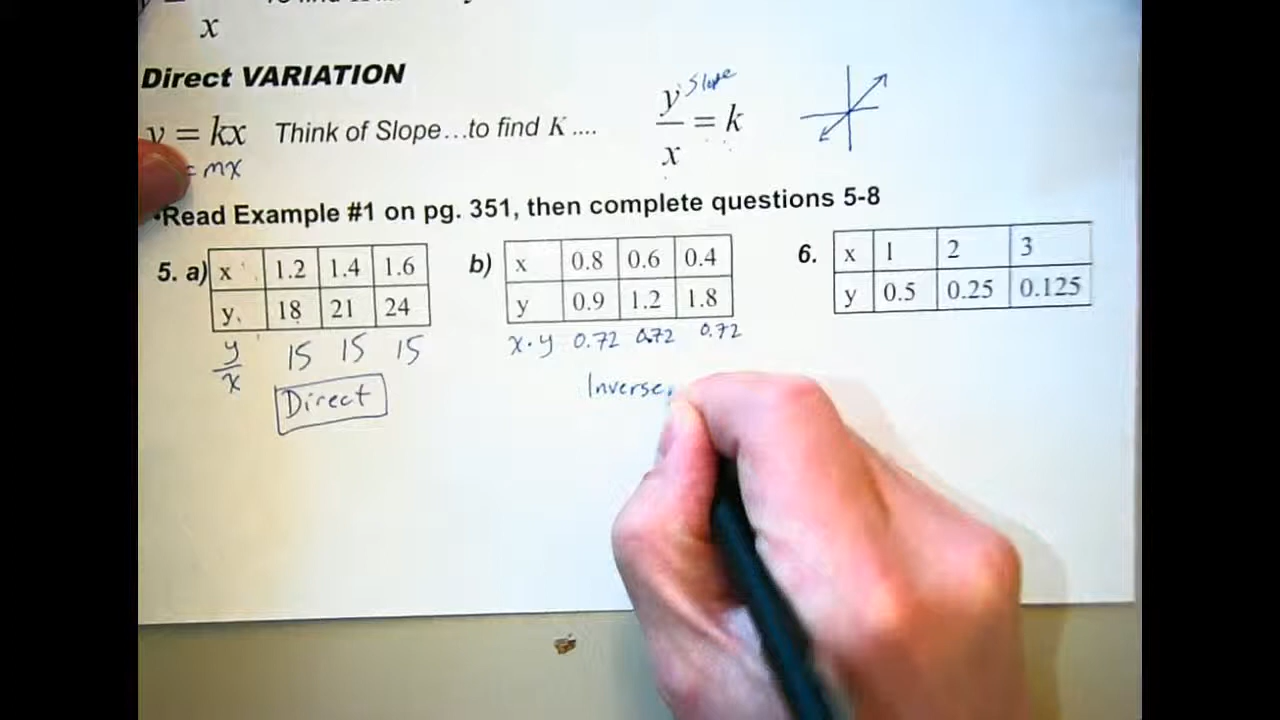 x
Direct VARIATION
y = kx Think of Slope...to find K .... y/x = k Slope
= mx
•Read Example #1 on pg. 351, then complete questions 5-8
5. a) x 1.2 1.4 1.6
y 18 21 24
y/x 15 15 15
Direct
b) x 0.8 0.6 0.4
y 0.9 1.2 1.8
x·y 0.72 0.72 0.72
Inverse
6. x 1 2 3
y 0.5 0.25 0.125